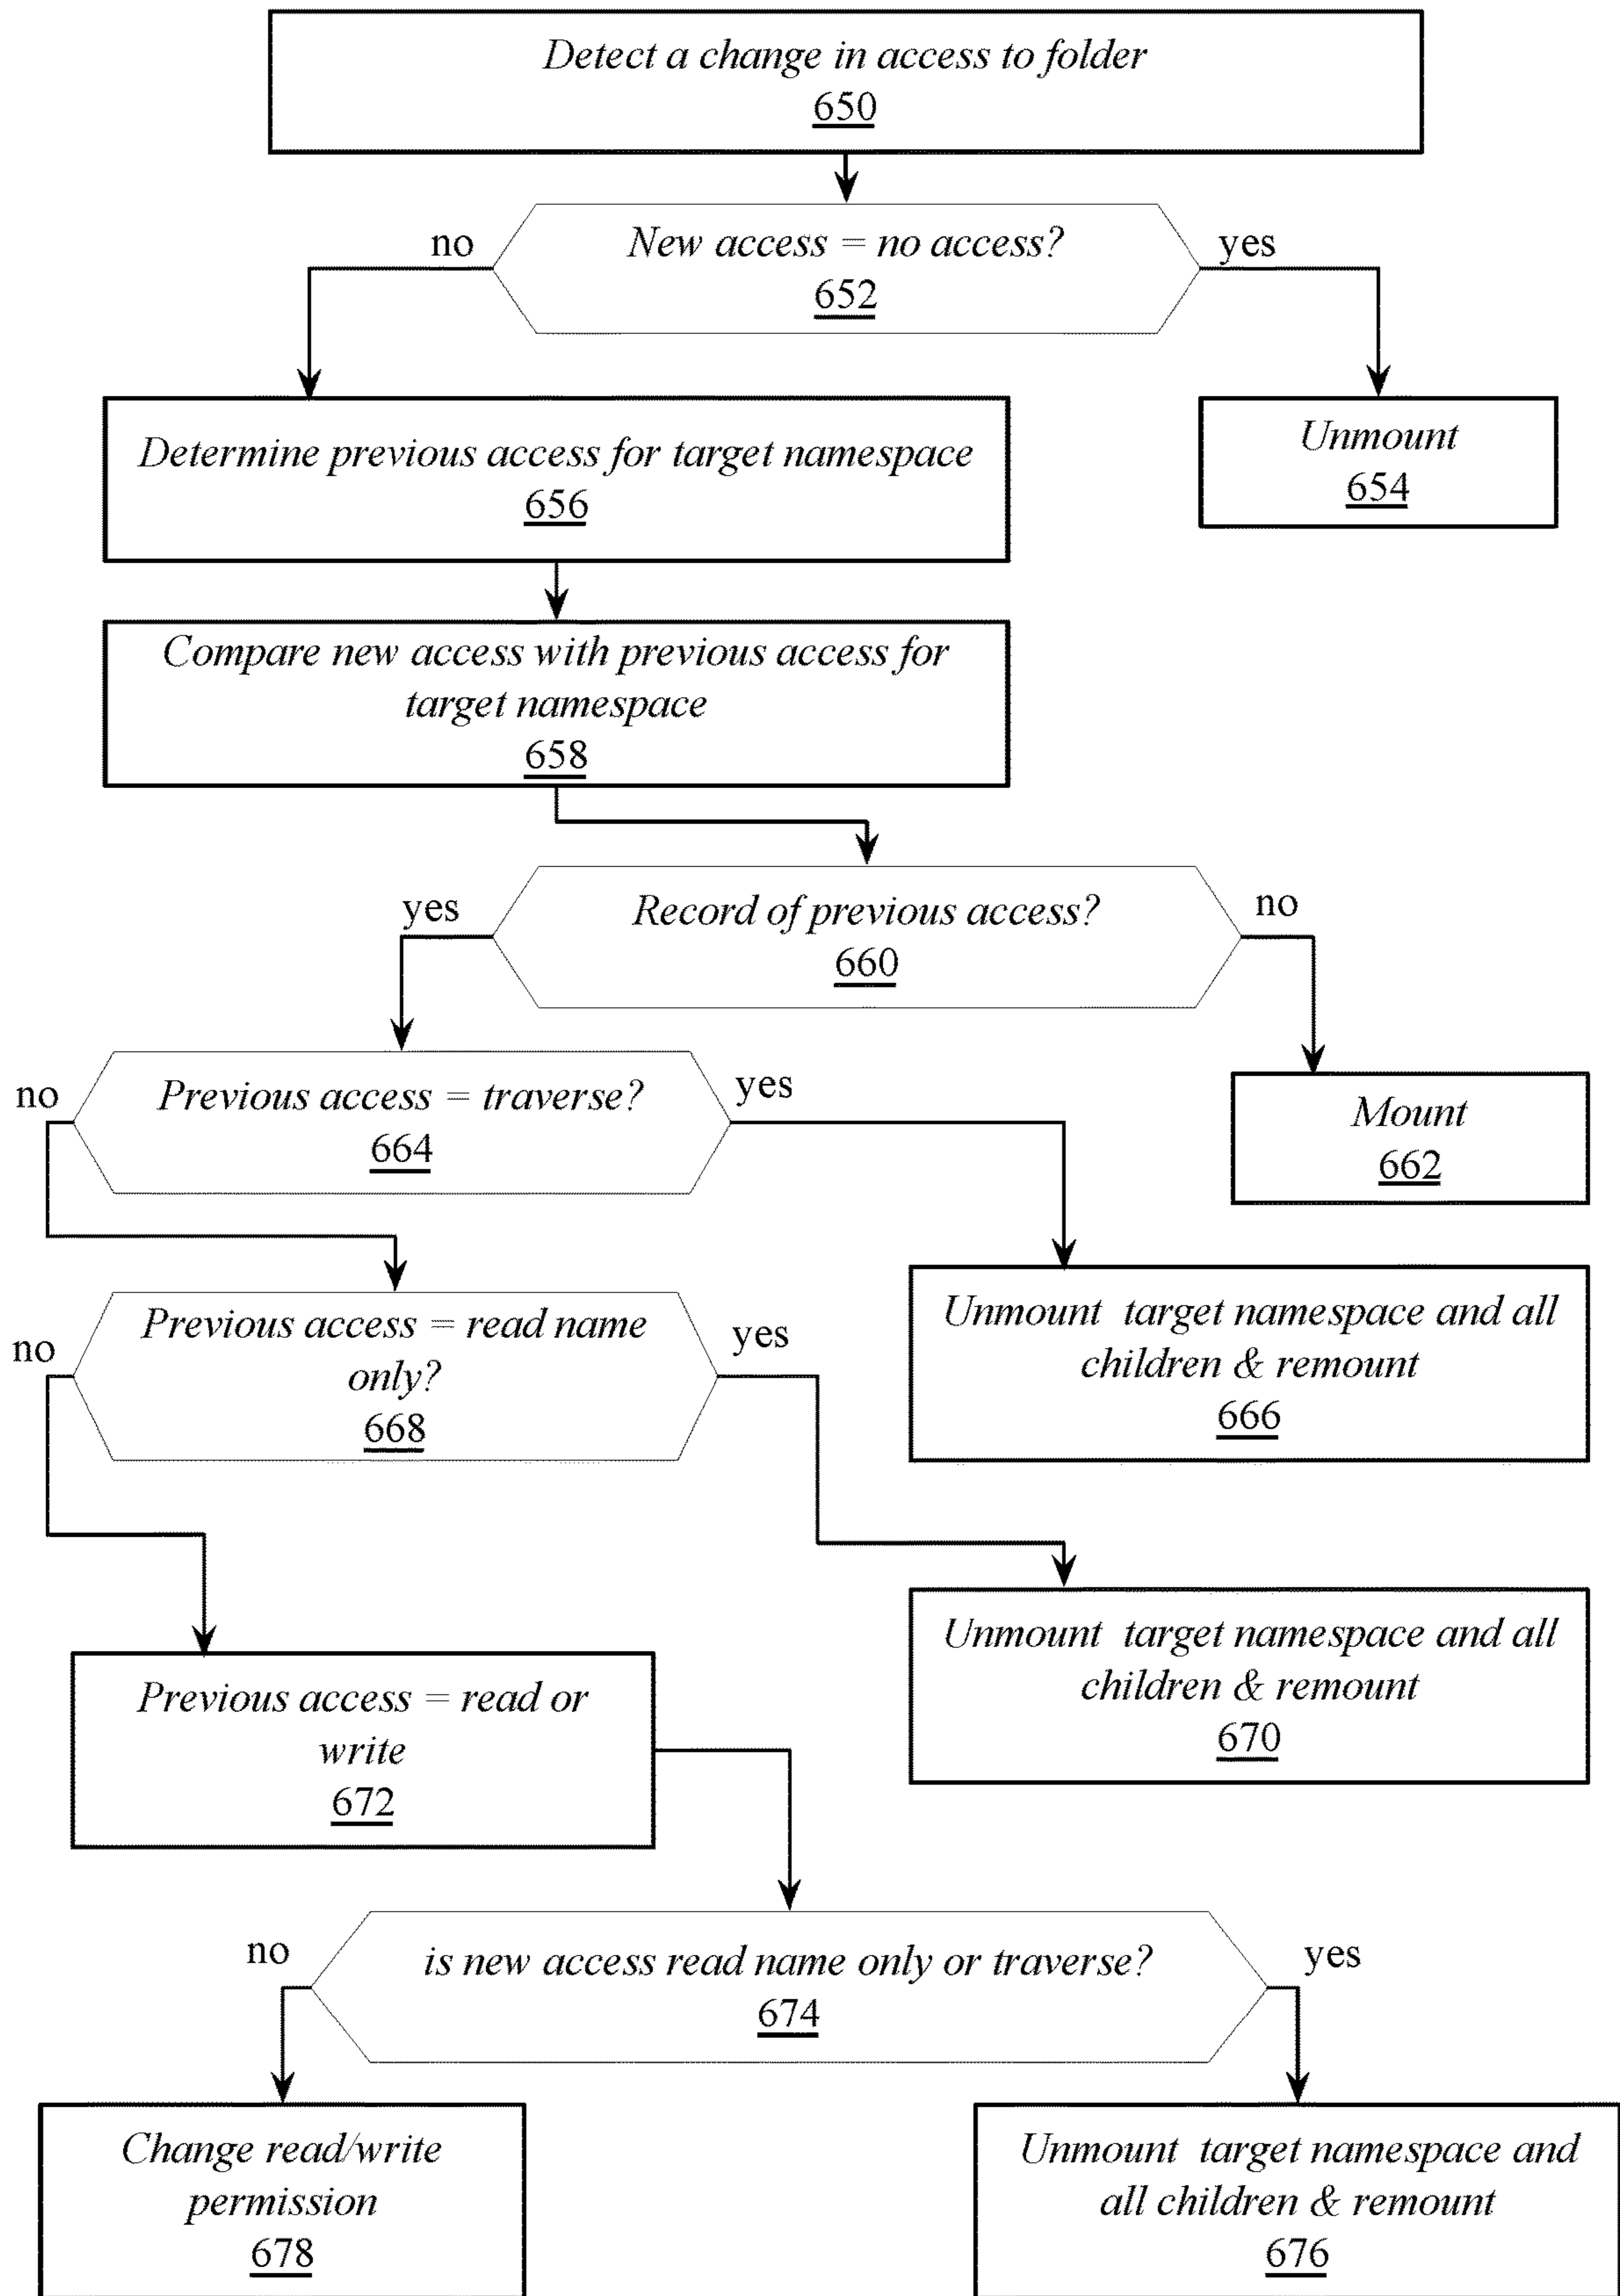 Detect a change in access to folder
650
no
New access = no access?
yes
652
Determine previous access for target namespace
656
Unmount
654
Compare new access with previous access for
target namespace
658
yes
Record of previous access?
no
660
no
Previous access = traverse?
yes
664
Mount
662
no
Previous access = read name
only?
yes
668
Unmount target namespace and all
children & remount
666
Unmount target namespace and all
children & remount
670
Previous access = read or
write
672
no
is new access read name only or traverse?
yes
674
Change read/write
permission
678
Unmount target namespace and
all children & remount
676